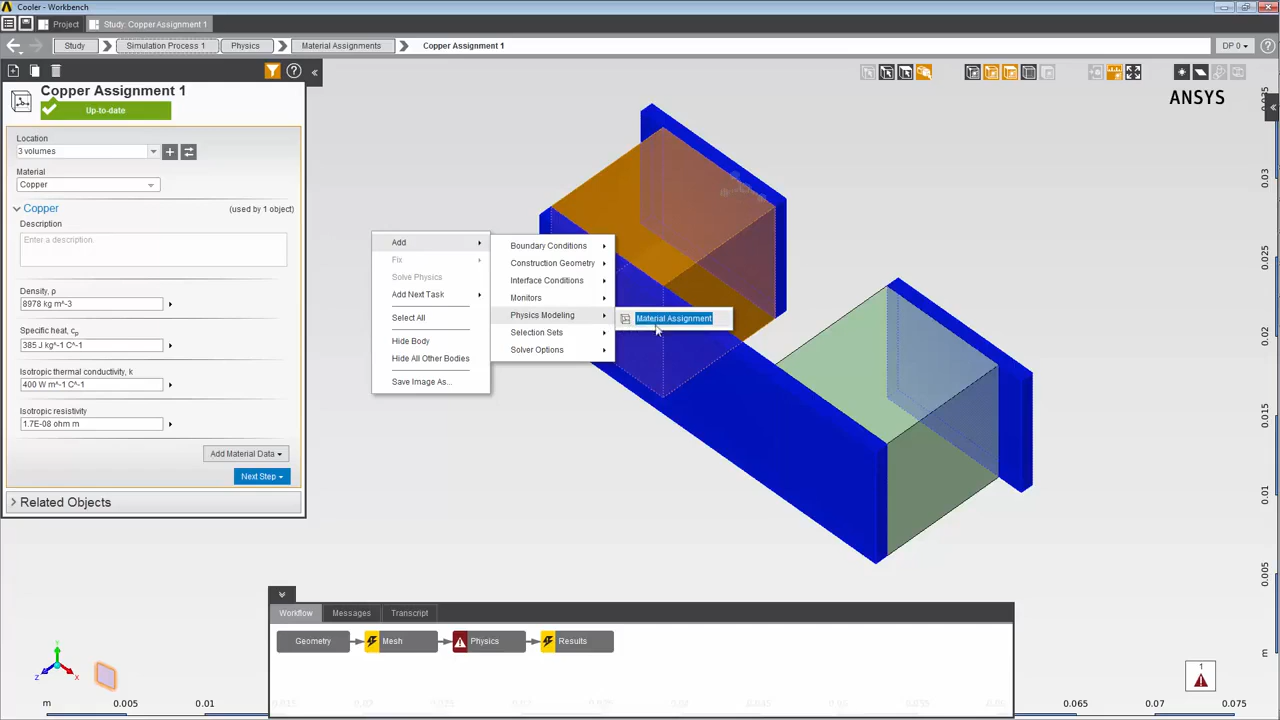 Cooler - Workbench
Project
Study: Copper Assignment 1
Study
Simulation Process 1
Physics
Material Assignments
Copper Assignment 1
DP 0
?
?
Copper Assignment 1
Up-to-date
Location
3 volumes
Material
Copper
Copper
(used by 1 object)
Description
Enter a description.
Density, ρ
8978 kg m^-3
Specific heat, cp
385 J kg^-1 C^-1
Isotropic thermal conductivity, k
400 W m^-1 C^-1
Isotropic resistivity
1.7E-08 ohm m
Add Material Data
Next Step
Related Objects
ANSYS
Add
Fix
Solve Physics
Add Next Task
Select All
Hide Body
Hide All Other Bodies
Save Image As...
Boundary Conditions
Construction Geometry
Interface Conditions
Monitors
Physics Modeling
Selection Sets
Solver Options
Material Assignment
0.035
0.03
0.025
0.02
0.015
0.01
0.005
m
Workflow
Messages
Transcript
Geometry
Mesh
Physics
Results
1
Y
Z
X
m
0.005
0.01
0.07
0.075